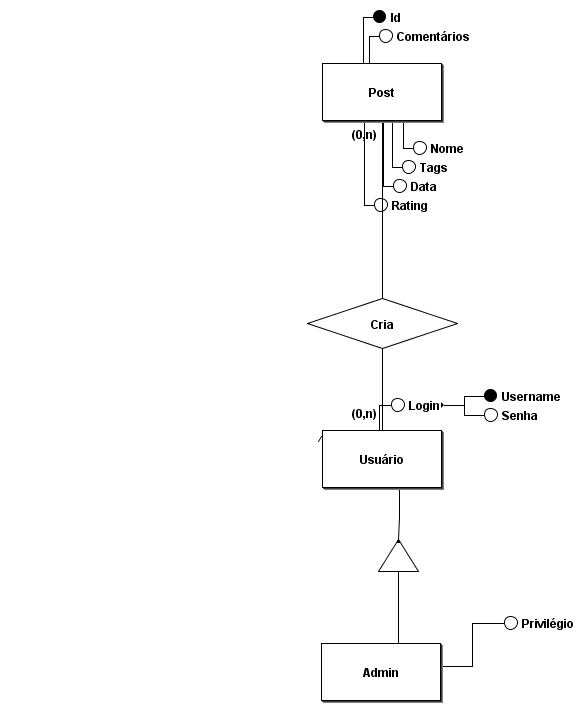 Id
Comentários
Post
(0,n)
Nome
Tags
Data
Rating
Cria
Login
Username
(0,n)
Senha
Usuário
Privilégio
Admin